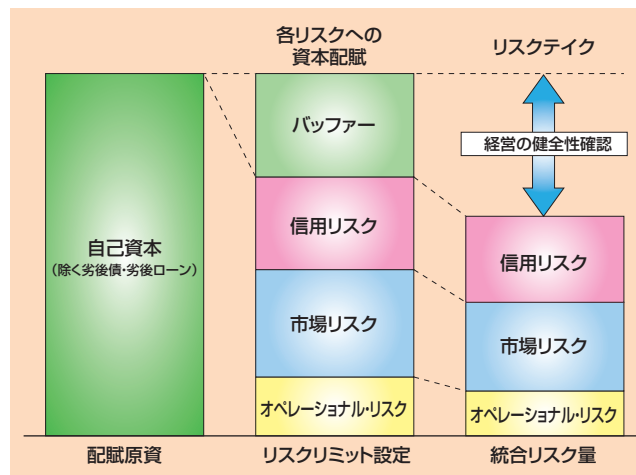 各リスクへの
資本配賦
リスクテイク
バッファー
経営の健全性確認
自己資本
（除く劣後債・劣後ローン）
信用リスク
信用リスク
市場リスク
市場リスク
オペレーショナル・リスク
オペレーショナル・リスク
配賦原資
リスクリミット設定
統合リスク量